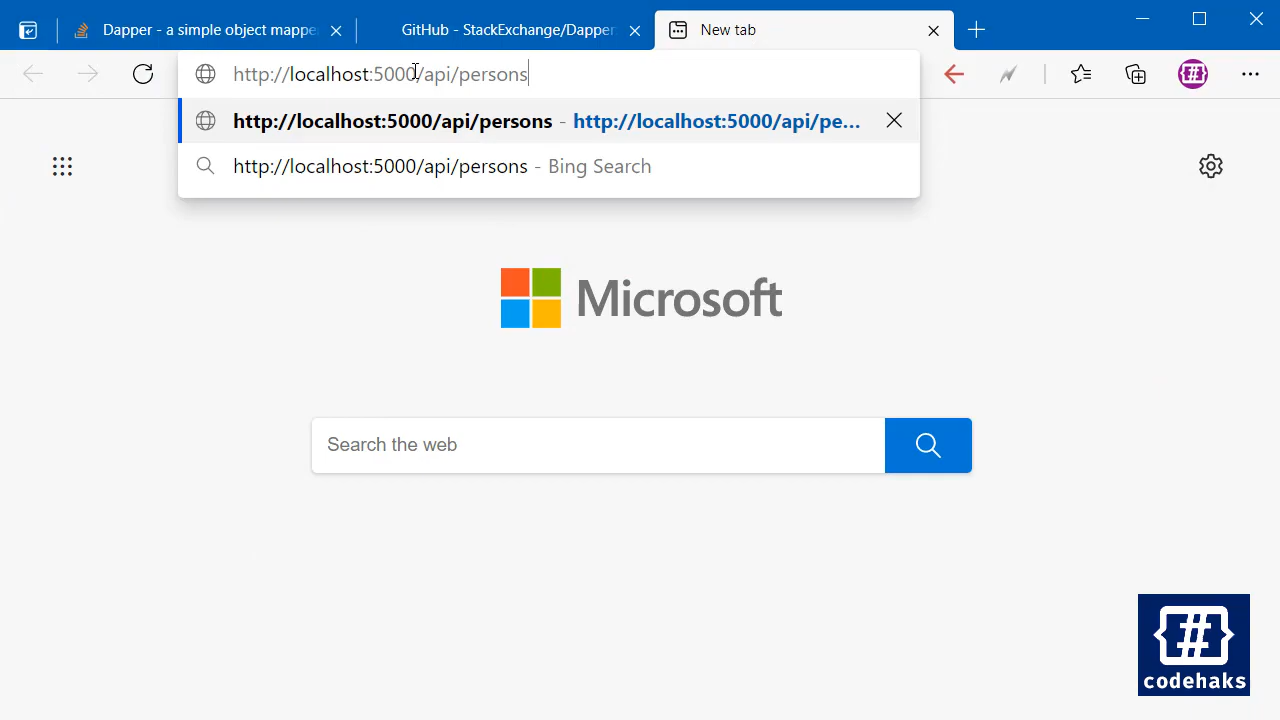 Dapper - a simple object mappe
GitHub - StackExchange/Dapper
New tab
http://localhost:5000/api/persons
http://localhost:5000/api/persons - http://localhost:5000/api/pe...
http://localhost:5000/api/persons - Bing Search
Microsoft
Search the web
{#}
codehaks